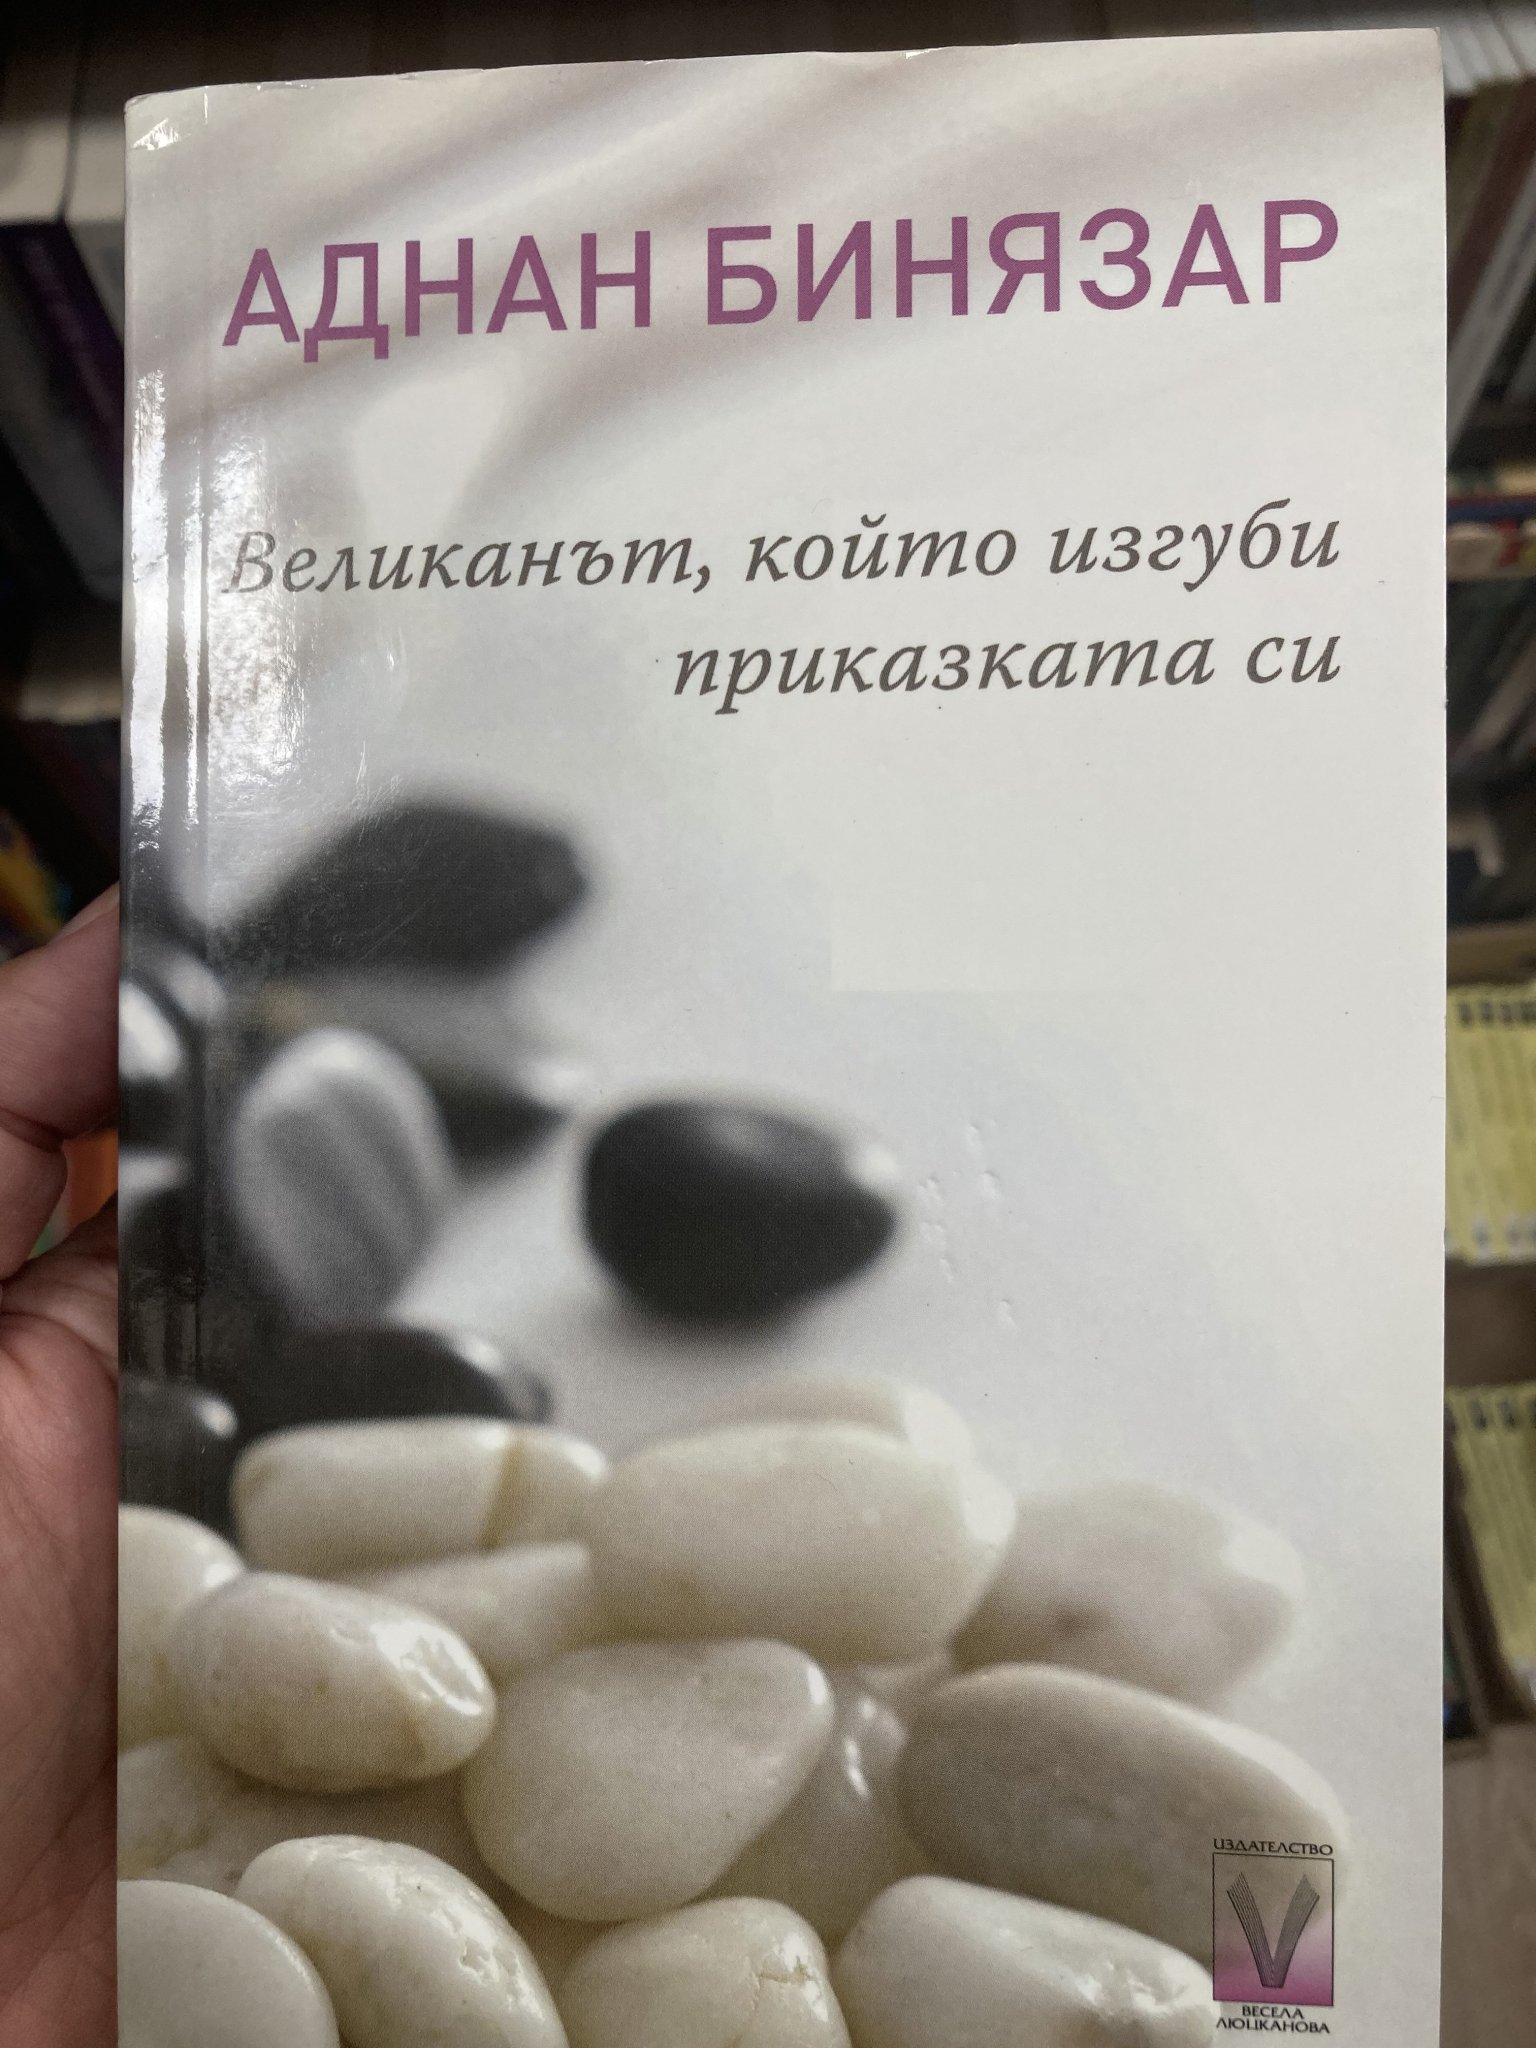 АДНАН БИНЯЗАР
Великанът, който изгуби
приказката си
ИЗДАТЕЛСТВО
ВЕСЕЛА
ЛЮЦКАНОВА